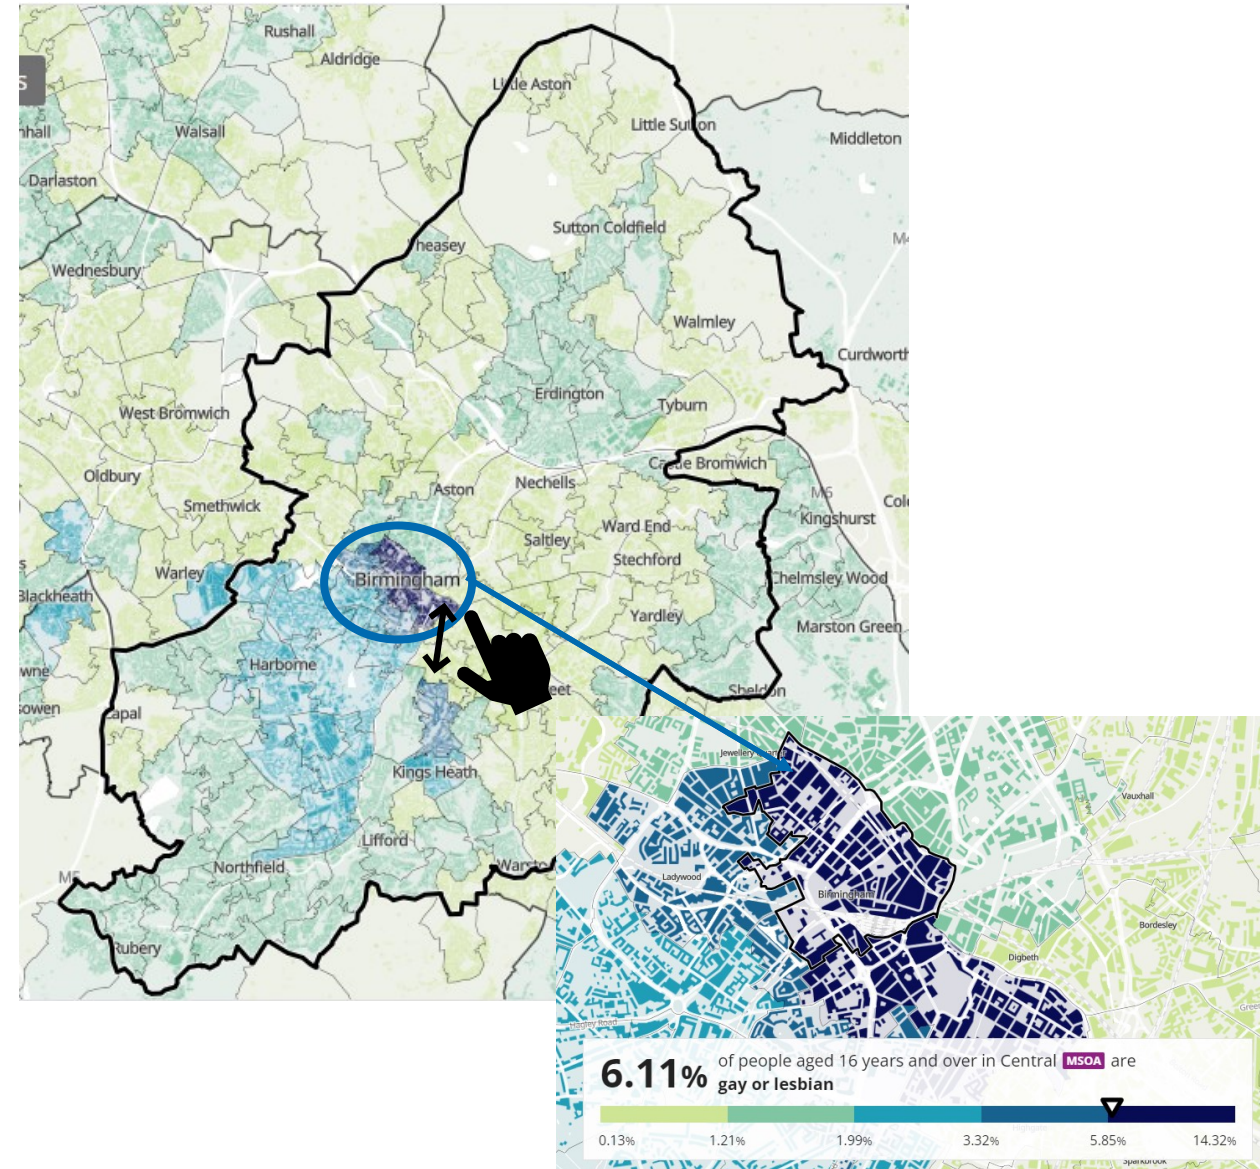 Rushall
Aldridge
Little Aston
Little Sutton
Middleton
Walsall
Darlaston
Sutton Coldfield
Wednesbury
Walmley
Curdworth
Erdington
Tyburn
West Bromwich
Castle Bromwich
Oldbury
Aston
Nechells
Smethwick
Kingshurst
Ward End
Saltley
Stechford
Warley
Birmingham
Chelmsley Wood
Blackheath
Yardley
Marston Green
Harborne
Sheldon
Kings Heath
Lifford
Northfield
Rubery
Vauxhall
Ladywood
Birmingham
Bordesley
Digbeth
Hagley Road
6.11% of people aged 16 years and over in Central MSOA are
gay or lesbian
0.13% 1.21% 1.99% 3.32% 5.85% 14.32%
Sparkbrook